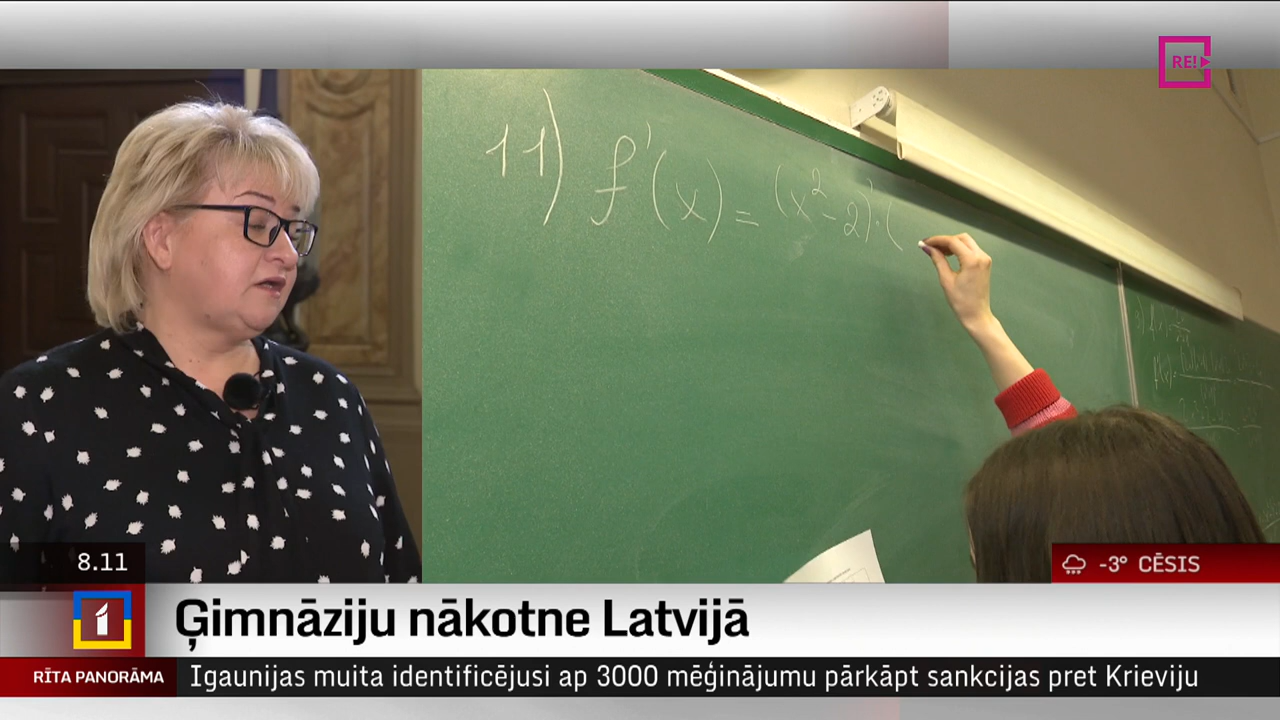 RE!
11) f'(x) = (x² - 2) · (
8.11
-3° CĒSIS
1
Ģimnāziju nākotne Latvijā
RĪTA PANORĀMA
Igaunijas muita identificējusi ap 3000 mēģinājumu pārkāpt sankcijas pret Krieviju